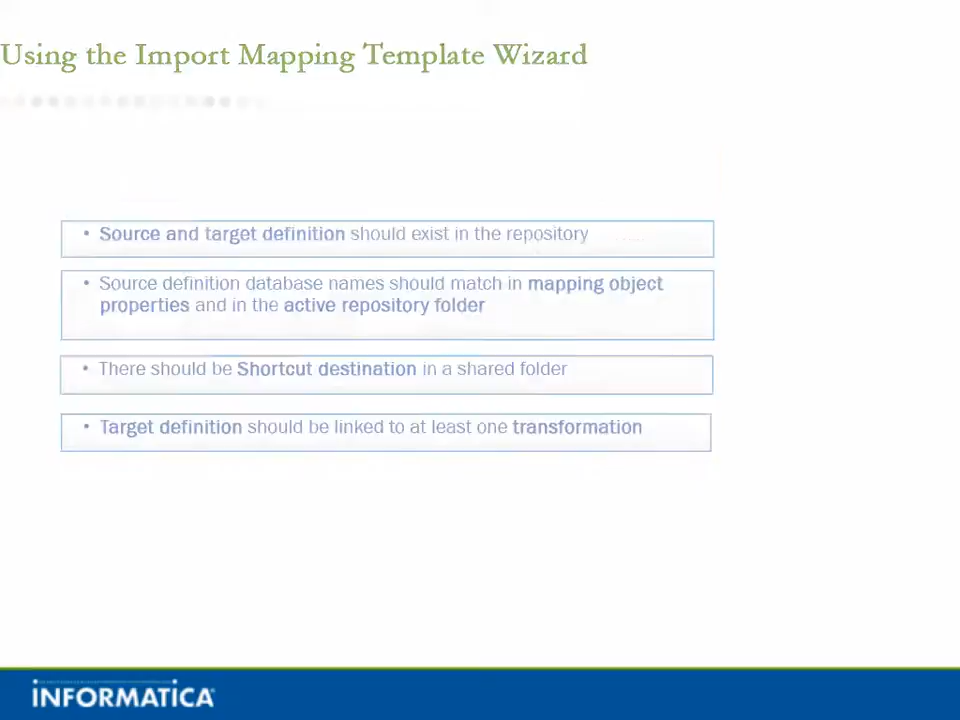 Using the Import Mapping Template Wizard
• Source and target definition should exist in the repository
• Source definition database names should match in mapping object
properties and in the active repository folder
• There should be Shortcut destination in a shared folder
• Target definition should be linked to at least one transformation
INFORMATICA